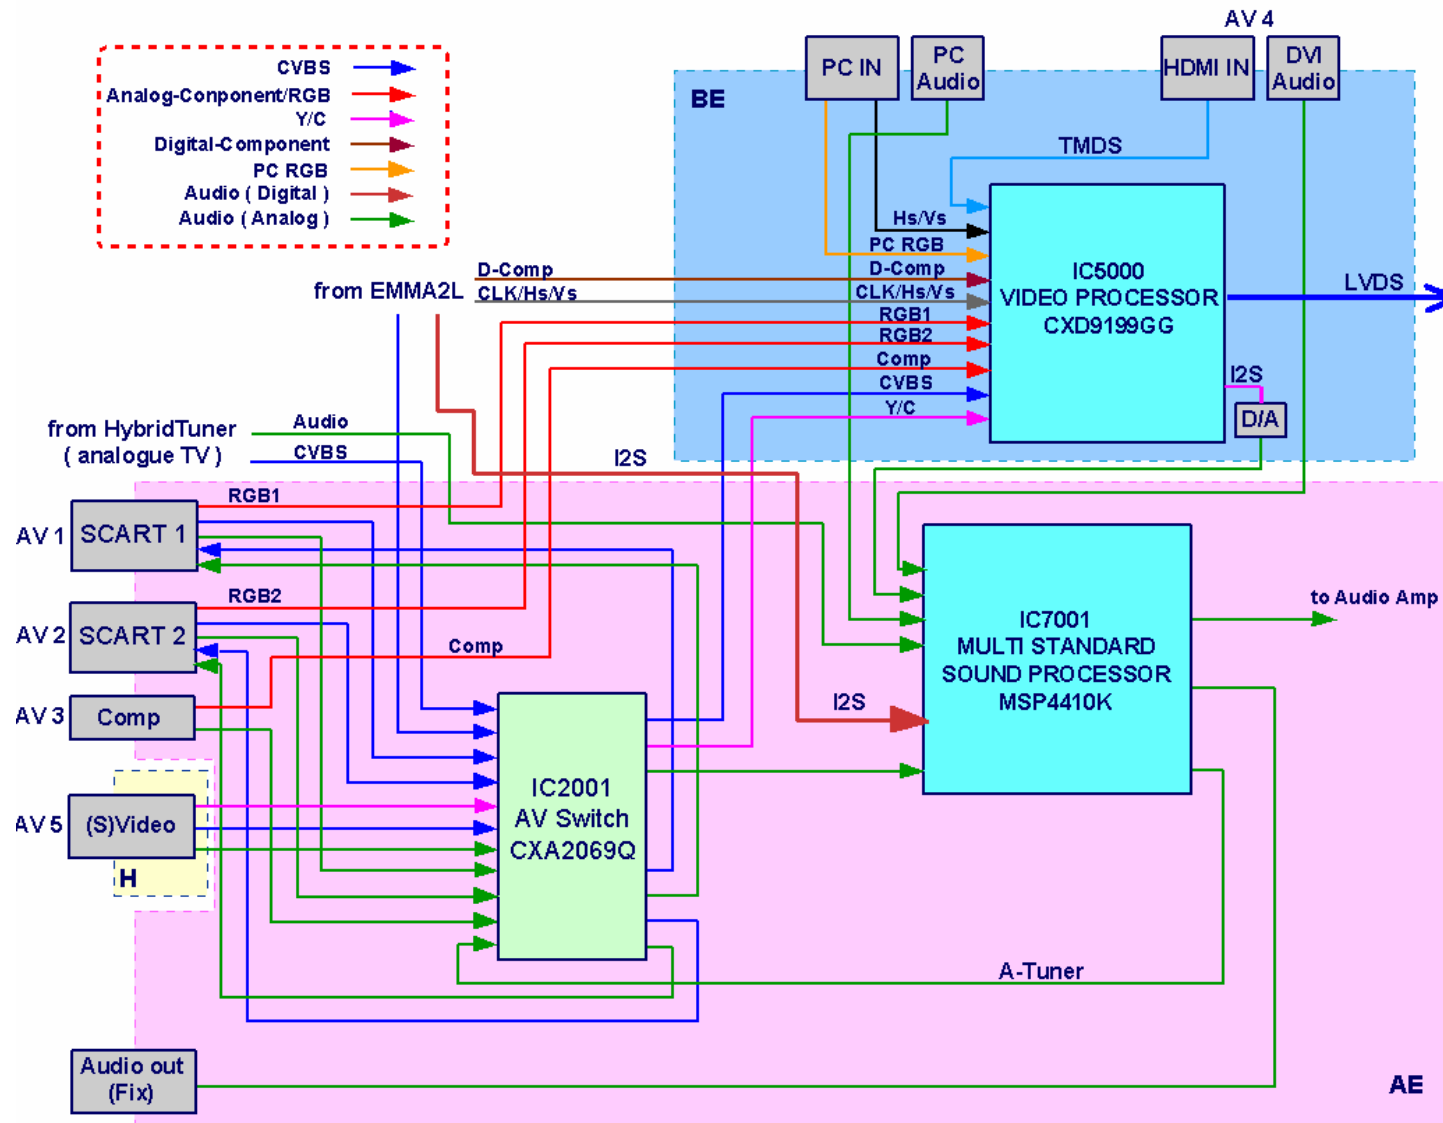 AV 4
PC IN
PC
Audio
HDMI IN
DVI
Audio
CVBS
Analog-Conponent/RGB
Y/C
Digital-Component
PC RGB
Audio ( Digital )
Audio ( Analog )
BE
TMDS
Hs/Vs
PC RGB
D-Comp
D-Comp
from EMMA2L
CLK/Hs/Vs
CLK/Hs/Vs
RGB1
RGB2
Comp
CVBS
Y/C
IC5000
VIDEO PROCESSOR
CXD9199GG
LVDS
I2S
D/A
from HybridTuner
( analogue TV )
Audio
CVBS
I2S
RGB1
AV 1
SCART 1
RGB2
AV 2
SCART 2
Comp
AV 3
Comp
AV 5
(S)Video
H
IC2001
AV Switch
CXA2069Q
IC7001
MULTI STANDARD
SOUND PROCESSOR
MSP4410K
I2S
to Audio Amp
A-Tuner
Audio out
(Fix)
AE